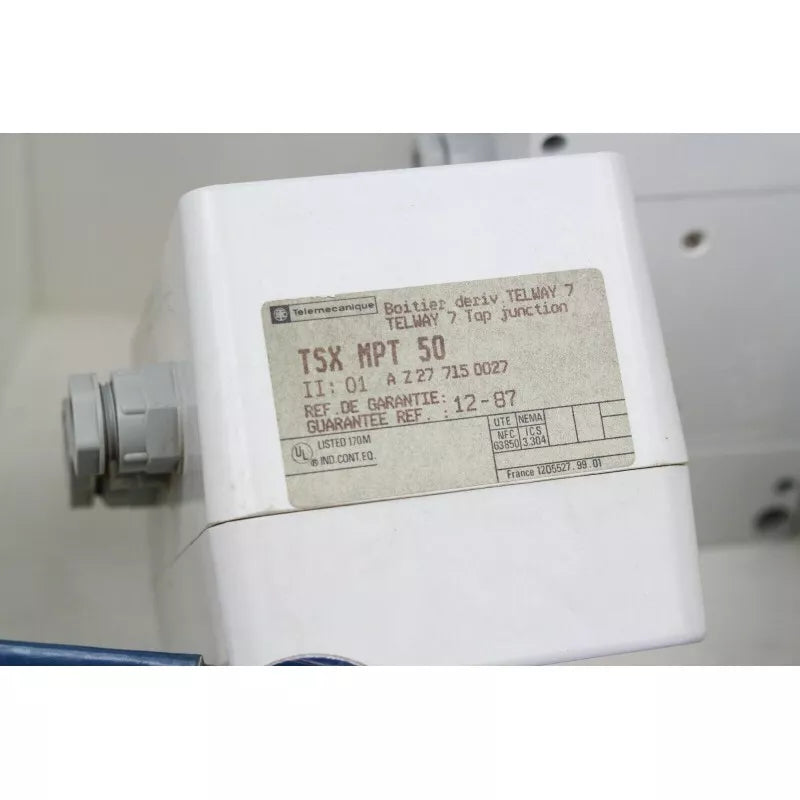 Telemecanique
Boitier deriv. TELWAY 7
TELWAY 7 Tap junction
TSX MPT 50
II: 01 A Z 27 715 0027
REF. DE GARANTIE:
GUARANTEE REF. : 12-87
UL LISTED 170M
® IND. CONT. EQ.
UTE NEMA
NFC ICS
63850 3.304
France 1205527.99.01